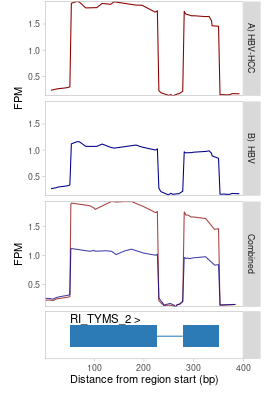 1.5
1.0
0.5
A) HBV-HCC
FPM
1.5
1.0
0.5
B) HBV
1.5
1.0
0.5
FPM
Combined
RI_TYMS_2 >
100 200 300 400
Distance from region start (bp)